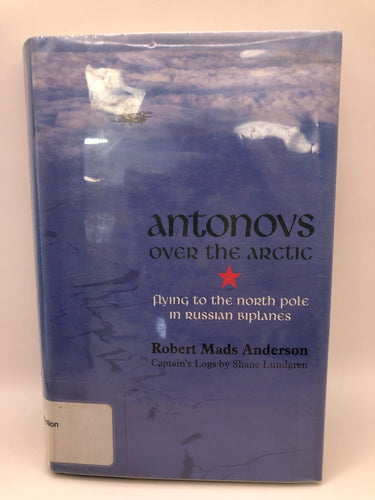 antonovs
over the arctic
flying to the north pole
in russian biplanes
Robert Mads Anderson
Captain's Logs by Shane Lundgren